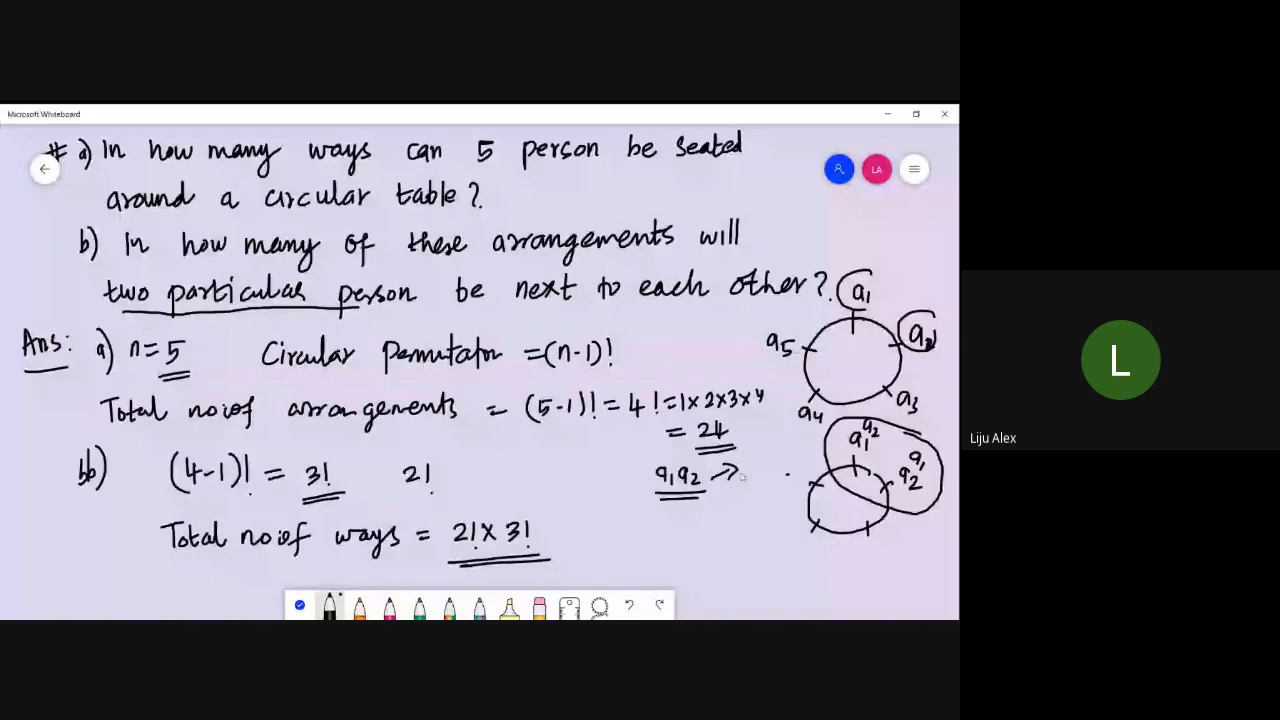 Microsoft Whiteboard
# a) In how many ways can 5 person be seated
around a circular table?
LA
b) In how many of these arrangements will
two particular person be next to each other?
a1
a2
a5
a4
a3
Ans: a) n=5 Circular Permutation =(n-1)!
Total no:of arrangements = (5-1)! = 4! = 1x2x3x4
= 24
b) (4-1)! = 3! 2!
a1a2 →
a1 a2
a2 a1
Total no:of ways = 2! x 3!
L
Liju Alex